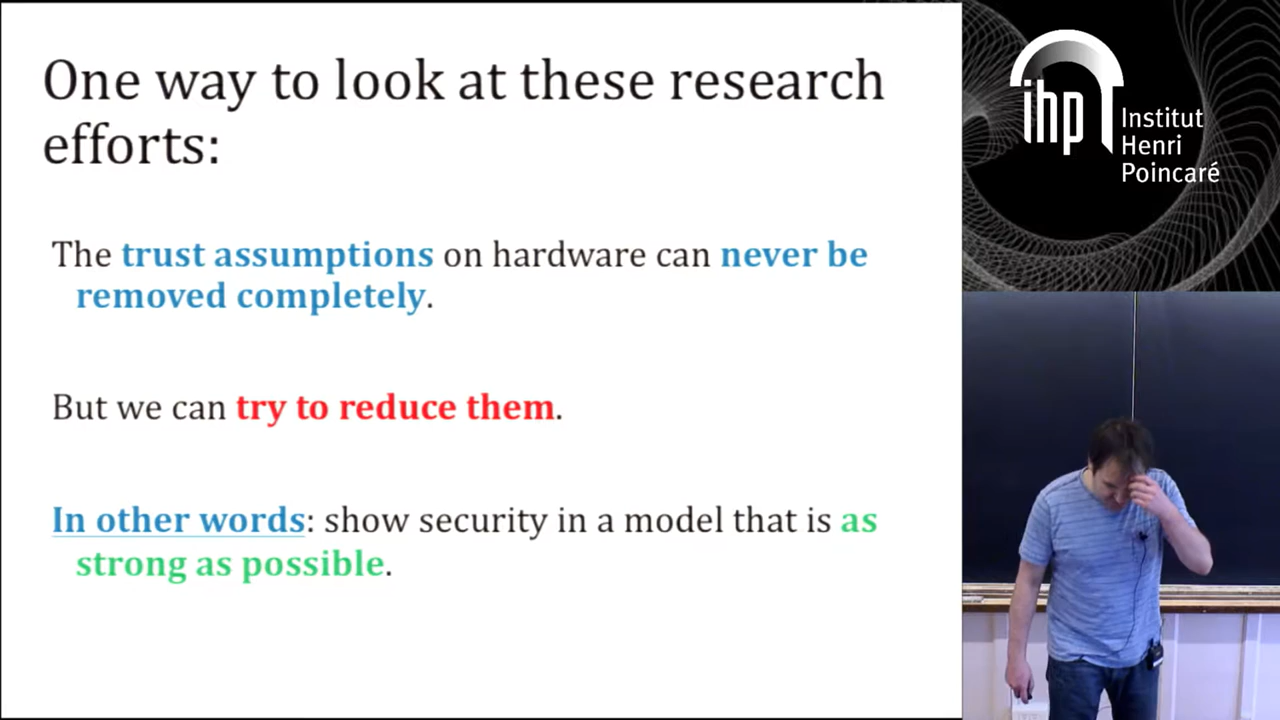 One way to look at these research
efforts:
The trust assumptions on hardware can never be
removed completely.
But we can try to reduce them.
In other words: show security in a model that is as
strong as possible.
ihp
Institut
Henri
Poincaré